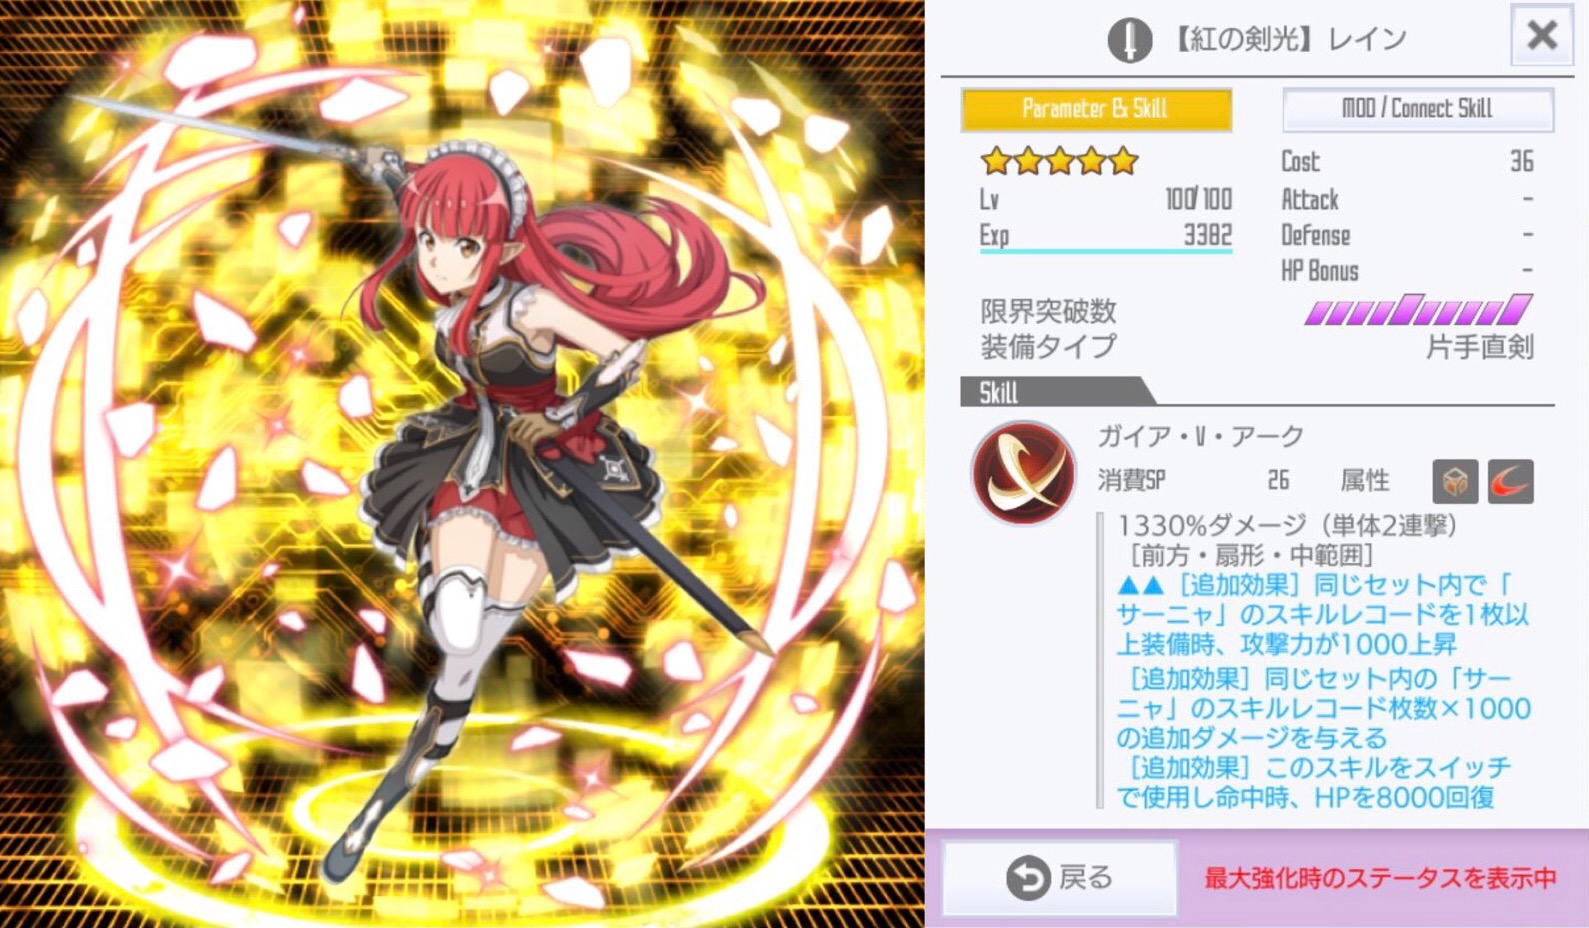 【紅の剣光】レイン
Parameter & Skill
MOD / Connect Skill
Lv 100/100
Exp 3382
Cost 36
Attack -
Defense -
HP Bonus -
限界突破数
装備タイプ 片手直剣
Skill
ガイア・V・アーク
消費SP 26 属性
1330%ダメージ（単体2連撃）
［前方・扇形・中範囲］
▲▲［追加効果］同じセット内で「
サーニャ」のスキルレコードを1枚以
上装備時、攻撃力が1000上昇
［追加効果］同じセット内の「サー
ニャ」のスキルレコード枚数×1000
の追加ダメージを与える
［追加効果］このスキルをスイッチ
で使用し命中時、HPを8000回復
戻る
最大強化時のステータスを表示中